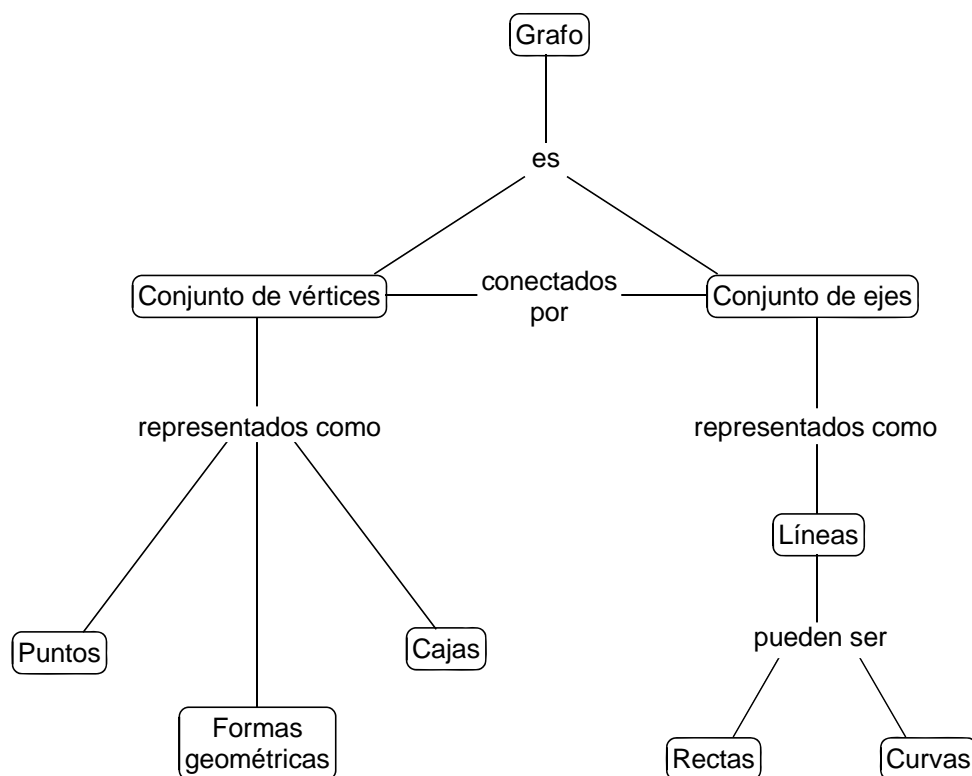 Grafo
es
Conjunto de vértices
conectados
por
Conjunto de ejes
representados como
representados como
Líneas
Puntos
Cajas
pueden ser
Formas
geométricas
Rectas
Curvas